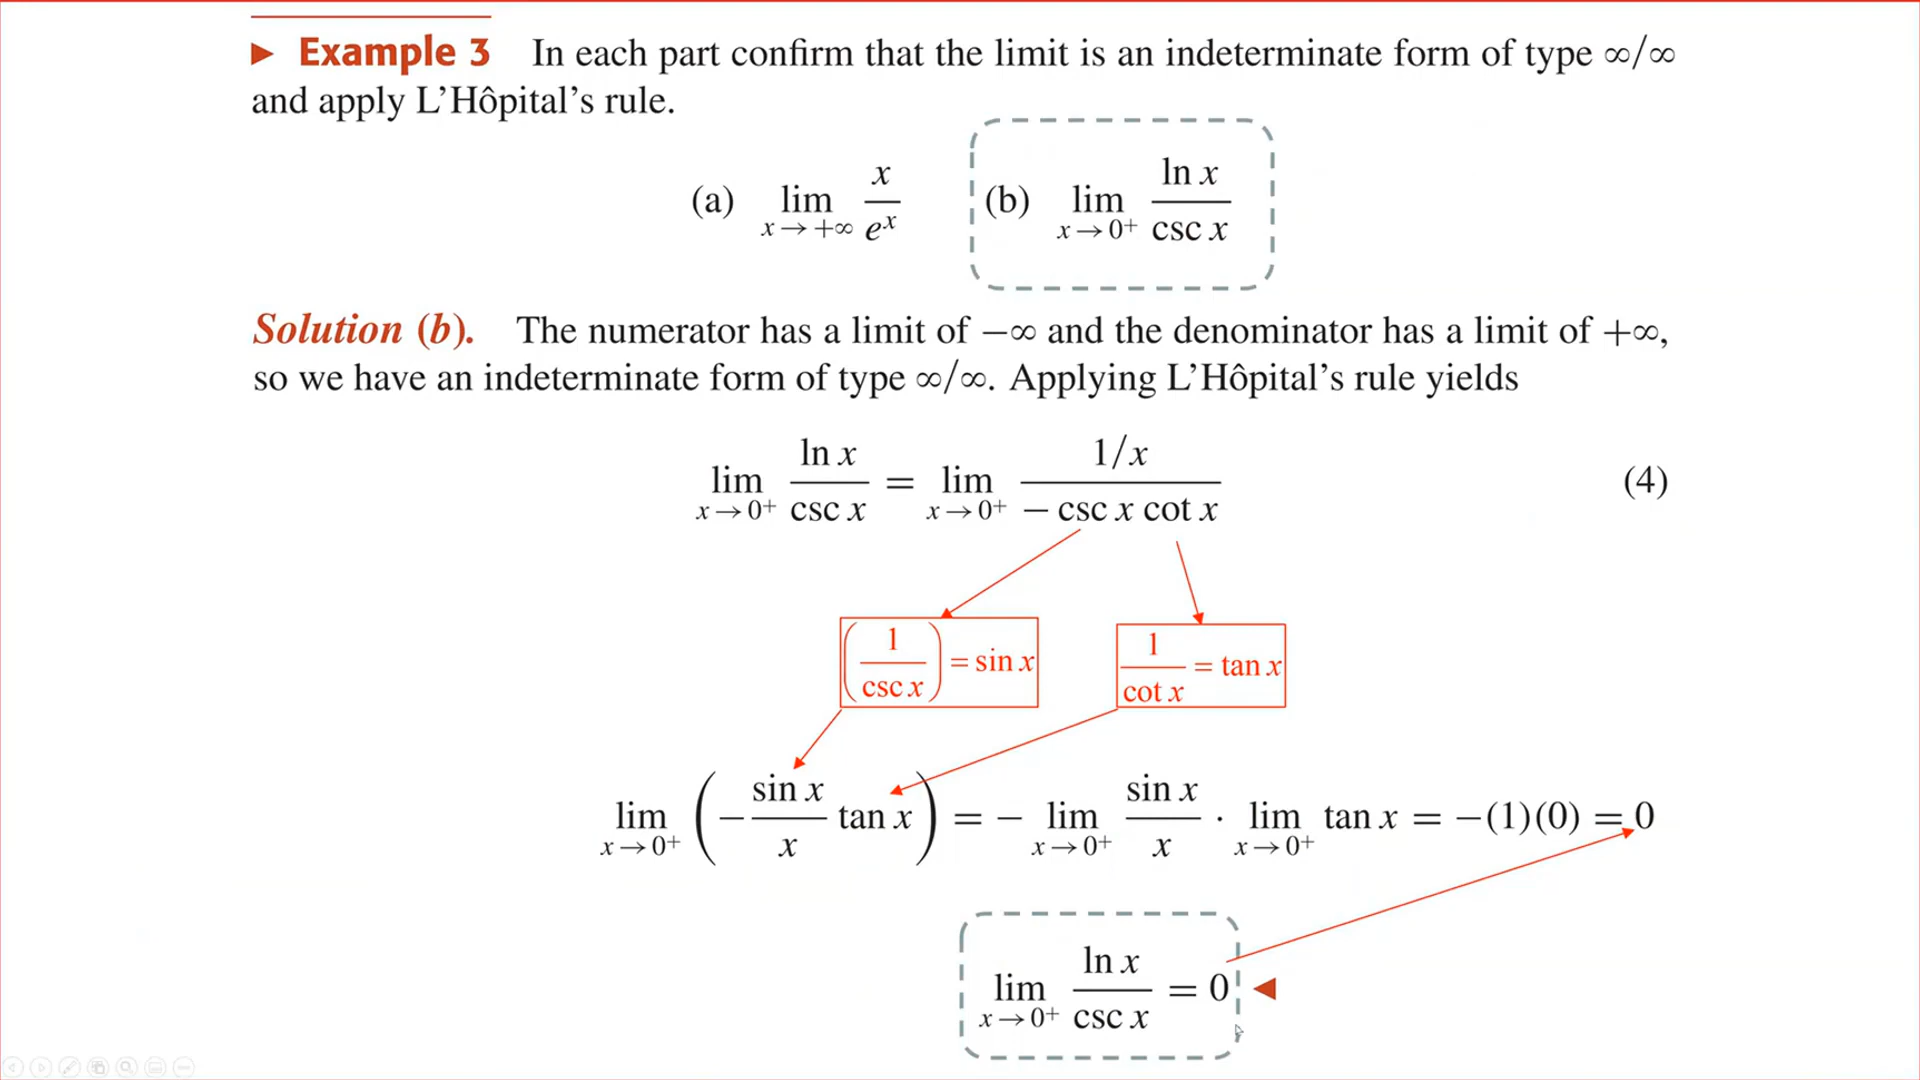 ► Example 3 In each part confirm that the limit is an indeterminate form of type ∞/∞
and apply L’Hôpital’s rule.
(a) lim x→+∞ x/eˣ (b) lim x→0⁺ ln x/csc x
Solution (b). The numerator has a limit of −∞ and the denominator has a limit of +∞,
so we have an indeterminate form of type ∞/∞. Applying L’Hôpital’s rule yields
lim x→0⁺ ln x/csc x = lim x→0⁺ (1/x)/(− csc x cot x) (4)
(1/csc x) = sin x 1/cot x = tan x
lim x→0⁺ (−(sin x/x) tan x) = − lim x→0⁺ sin x/x · lim x→0⁺ tan x = −(1)(0) = 0
lim x→0⁺ ln x/csc x = 0 ◄